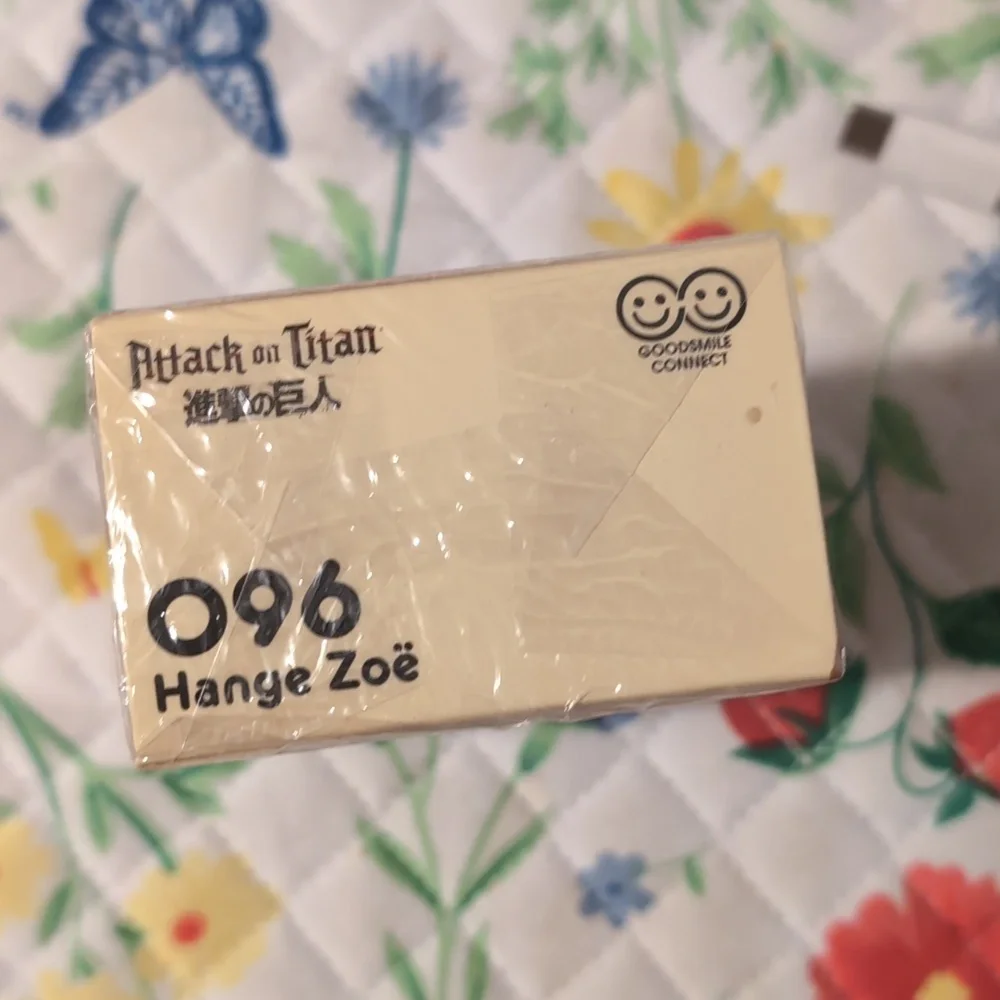 Attack on Titan
進撃の巨人
GOODSMILE
CONNECT
096
Hange Zoë